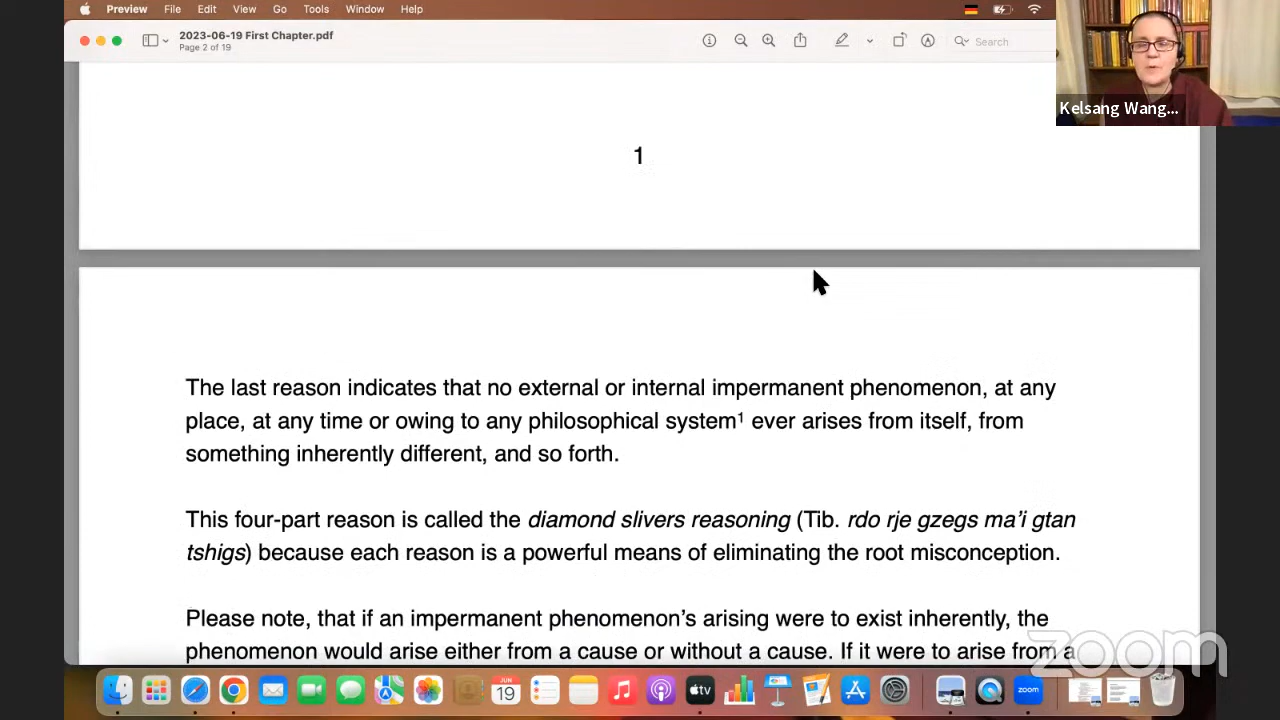 Preview File Edit View Go Tools Window Help
2023-06-19 First Chapter.pdf
Page 2 of 19
Search
Kelsang Wang...
1
The last reason indicates that no external or internal impermanent phenomenon, at any
place, at any time or owing to any philosophical system¹ ever arises from itself, from
something inherently different, and so forth.
This four-part reason is called the diamond slivers reasoning (Tib. rdo rje gzegs ma'i gtan
tshigs) because each reason is a powerful means of eliminating the root misconception.
Please note, that if an impermanent phenomenon's arising were to exist inherently, the
phenomenon would arise either from a cause or without a cause. If it were to arise from a
zoom
JUN
19
tv
zoom